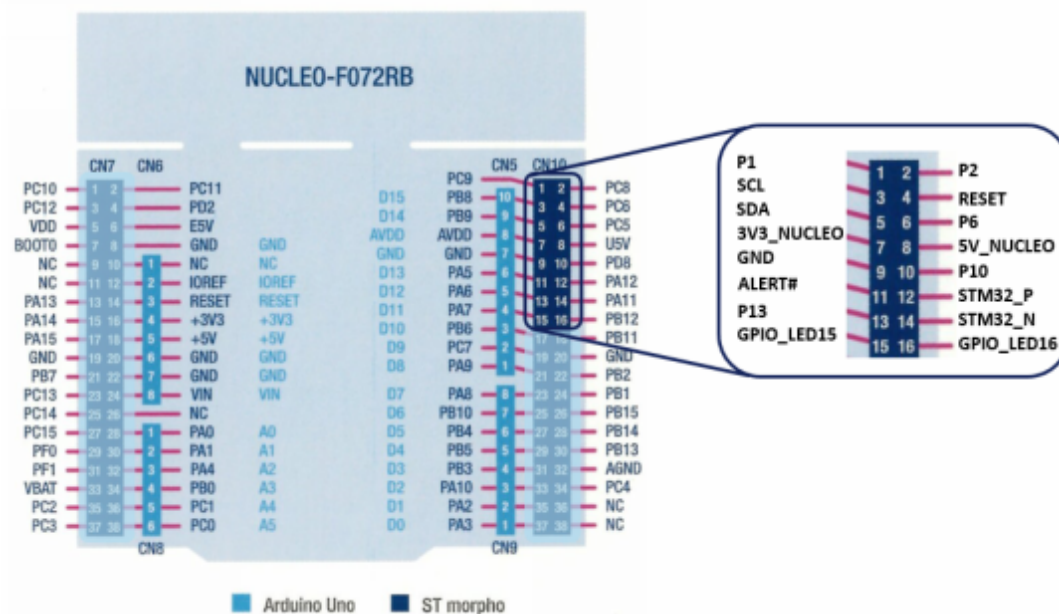 NUCLEO-F072RB
CN7 CN6 CN5 CN10
PC10 1 2 PC11 PC9 1 2 PC8
PC12 3 4 PD2 D15 PB8 10 3 4 PC6
VDD 5 6 E5V D14 PB9 9 5 6 PC5
BOOT0 7 8 GND GND AVDD AVDD 8 7 8 U5V
NC 9 10 1 NC NC GND GND 7 9 10 PD8
NC 11 12 2 IOREF IOREF D13 PA5 6 11 12 PA12
PA13 13 14 3 RESET RESET D12 PA6 5 13 14 PA11
PA14 15 16 4 +3V3 +3V3 D11 PA7 4 15 16 PB12
PA15 17 18 5 +5V +5V D10 PB6 3 17 PB11
GND 19 20 6 GND GND D9 PC7 2 19 20 GND
PB7 21 22 7 GND GND D8 PA9 1 21 22 PB2
PC13 23 24 8 VIN VIN D7 PA8 8 23 24 PB1
PC14 25 26 NC D6 PB10 7 25 26 PB15
PC15 27 28 1 PA0 A0 D5 PB4 6 27 28 PB14
PF0 29 30 2 PA1 A1 D4 PB5 5 29 30 PB13
PF1 31 32 3 PA4 A2 D3 PB3 4 31 32 AGND
VBAT 33 34 4 PB0 A3 D2 PA10 3 33 34 PC4
PC2 35 36 5 PC1 A4 D1 PA2 2 35 36 NC
PC3 37 38 6 PC0 A5 D0 PA3 1 37 38 NC
CN8 CN9
Arduino Uno ST morpho
P1 1 2 P2
SCL 3 4 RESET
SDA 5 6 P6
3V3_NUCLEO 7 8 5V_NUCLEO
GND 9 10 P10
ALERT# 11 12 STM32_P
P13 13 14 STM32_N
GPIO_LED15 15 16 GPIO_LED16